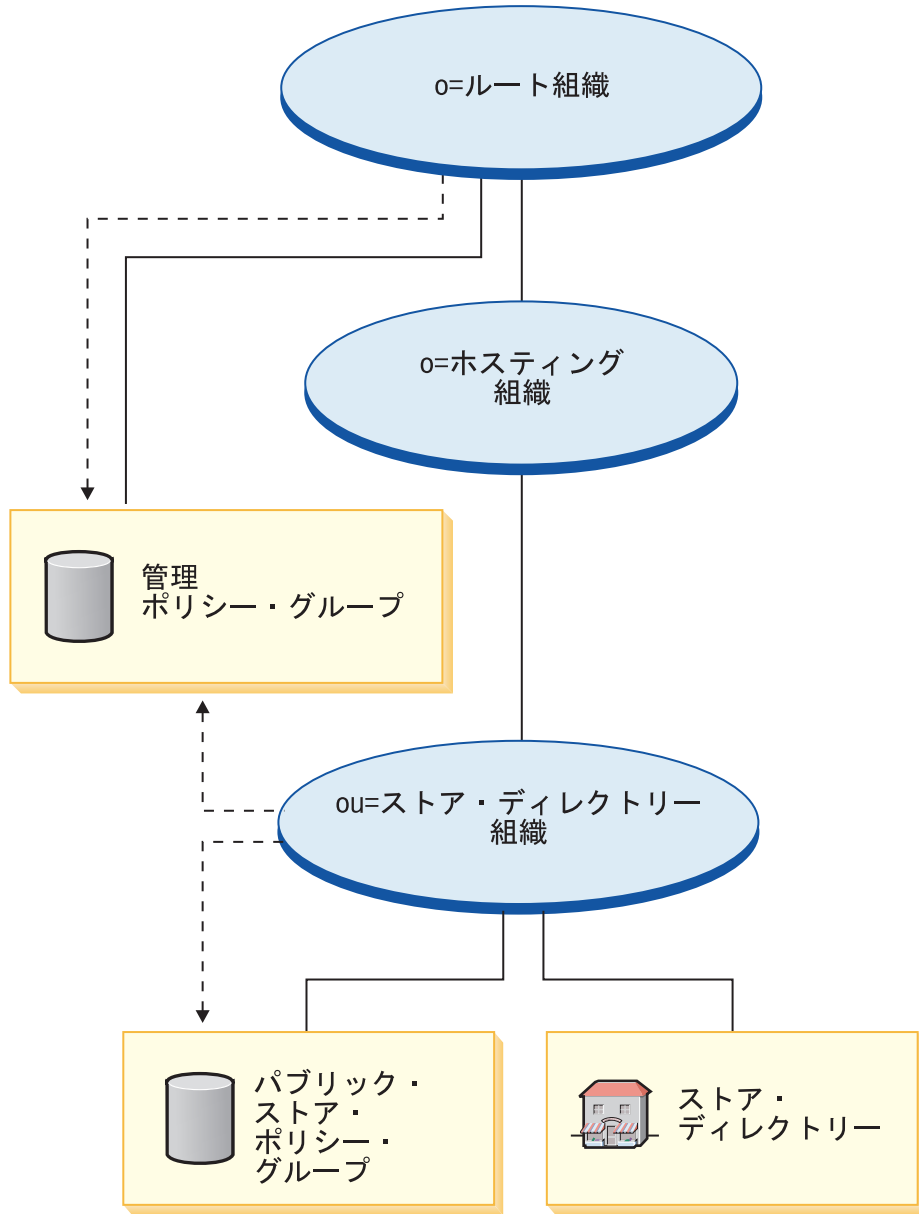 o=ルート組織
o=ホスティング
組織
管理
ポリシー・グループ
ou=ストア・ディレクトリー
組織
パブリック・
ストア・
ポリシー・
グループ
ストア・
ディレクトリー